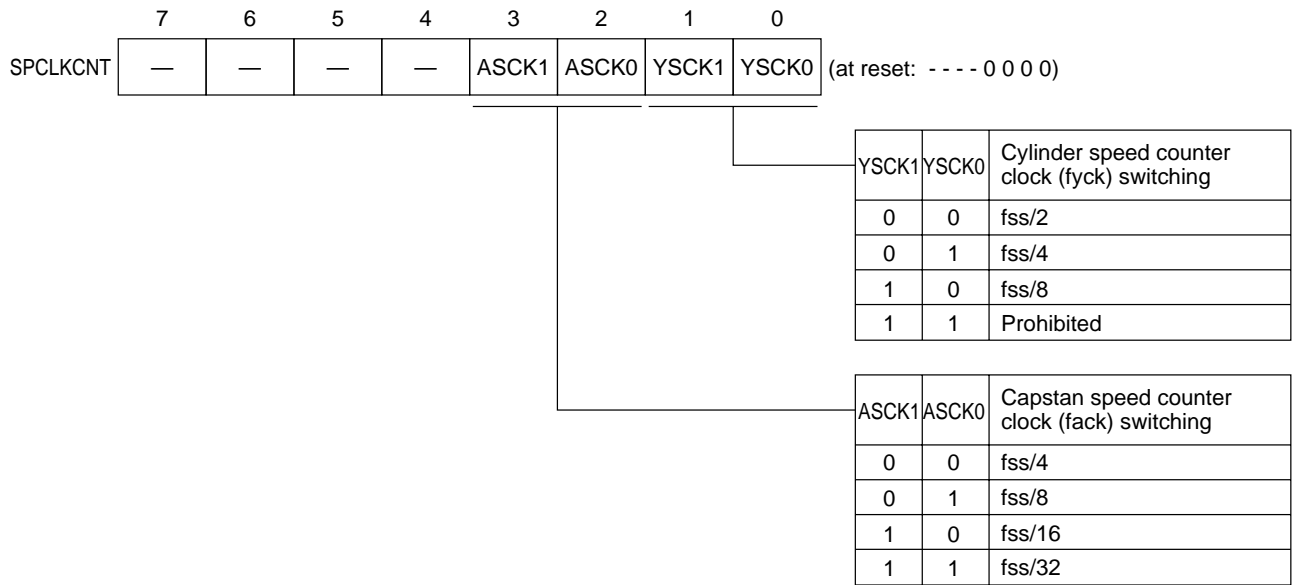 7 6 5 4 3 2 1 0
SPCLKCNT — — — — ASCK1 ASCK0 YSCK1 YSCK0 (at reset: - - - - 0 0 0 0)
YSCK1 YSCK0 Cylinder speed counter
clock (fyck) switching
0 0 fss/2
0 1 fss/4
1 0 fss/8
1 1 Prohibited
ASCK1 ASCK0 Capstan speed counter
clock (fack) switching
0 0 fss/4
0 1 fss/8
1 0 fss/16
1 1 fss/32